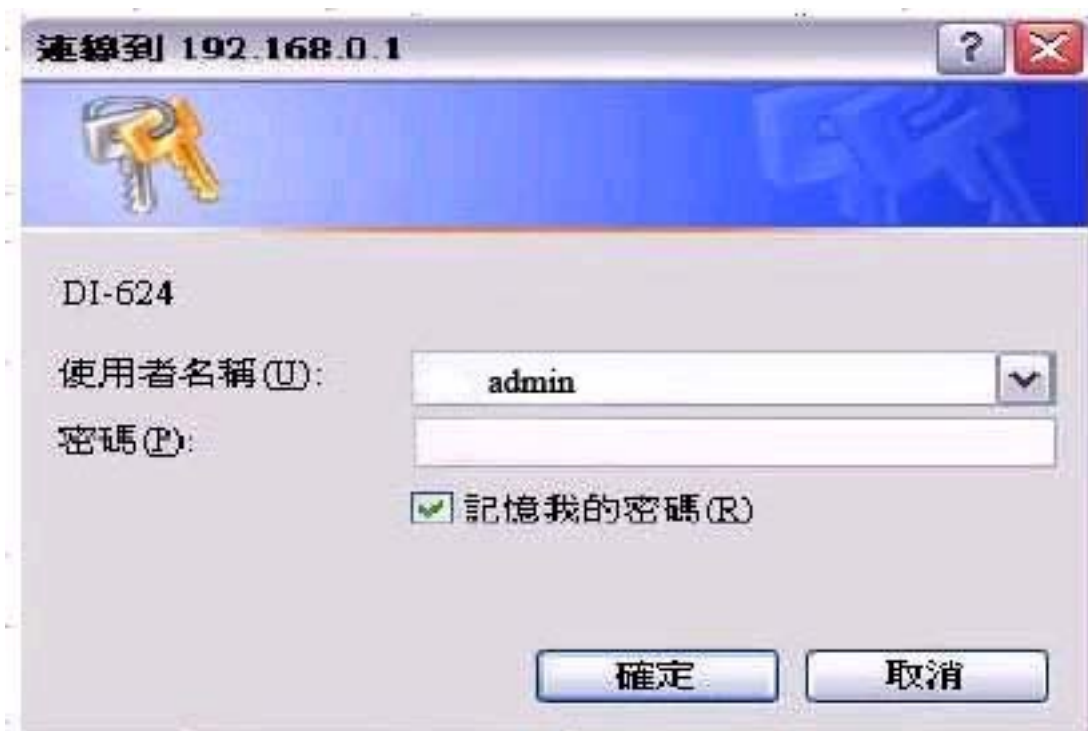 連線到 192.168.0.1
DI-624
使用者名稱(U):
admin
密碼(P):
記憶我的密碼(R)
確定
取消